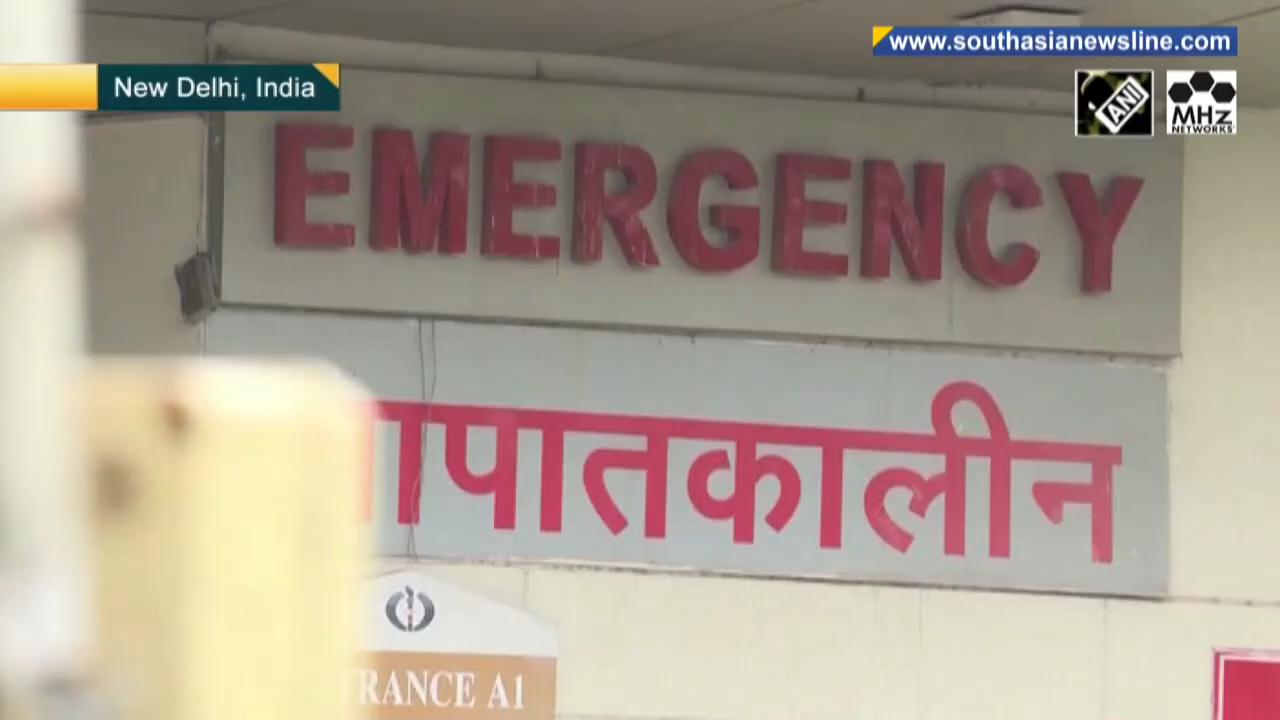 www.southasianewsline.com
New Delhi, India
ANI
MHz
NETWORKS
EMERGENCY
ापातकालीन
RANCE A1